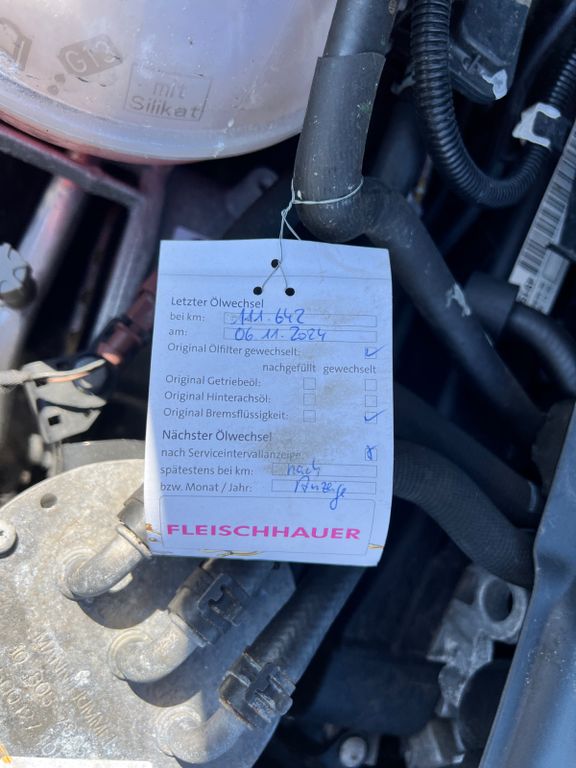 G13
mit
Silikat
Letzter Ölwechsel
bei km: 111.642
am: 06.11.2024
Original Ölfilter gewechselt:
nachgefüllt gewechselt
Original Getriebeöl:
Original Hinterachsöl:
Original Bremsflüssigkeit:
Nächster Ölwechsel
nach Serviceintervallanzeige:
spätestens bei km: nach
bzw. Monat / Jahr: Anzeige
FLEISCHHAUER